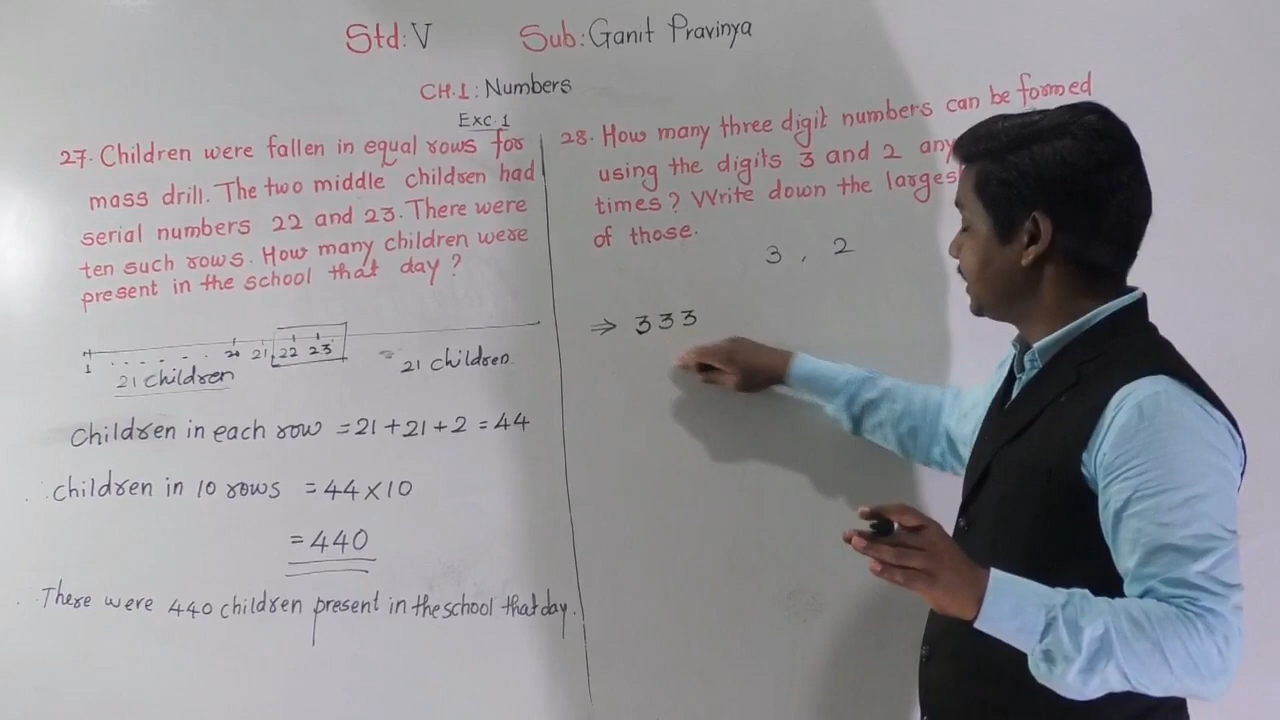 Std: V Sub: Ganit Pravinya
CH.1: Numbers
Exc. 1
27. Children were fallen in equal rows for
mass drill. The two middle children had
serial numbers 22 and 23. There were
ten such rows. How many children were
present in the school that day?
1 ....... 20 21 22 23
21 children
21 children.
Children in each row = 21 + 21 + 2 = 44
∴ Children in 10 rows = 44 × 10
= 440
∴ There were 440 children present in the school that day.
28. How many three digit numbers can be formed
using the digits 3 and 2 any
times? Write down the largest
of those.
3 , 2
⇒ 333